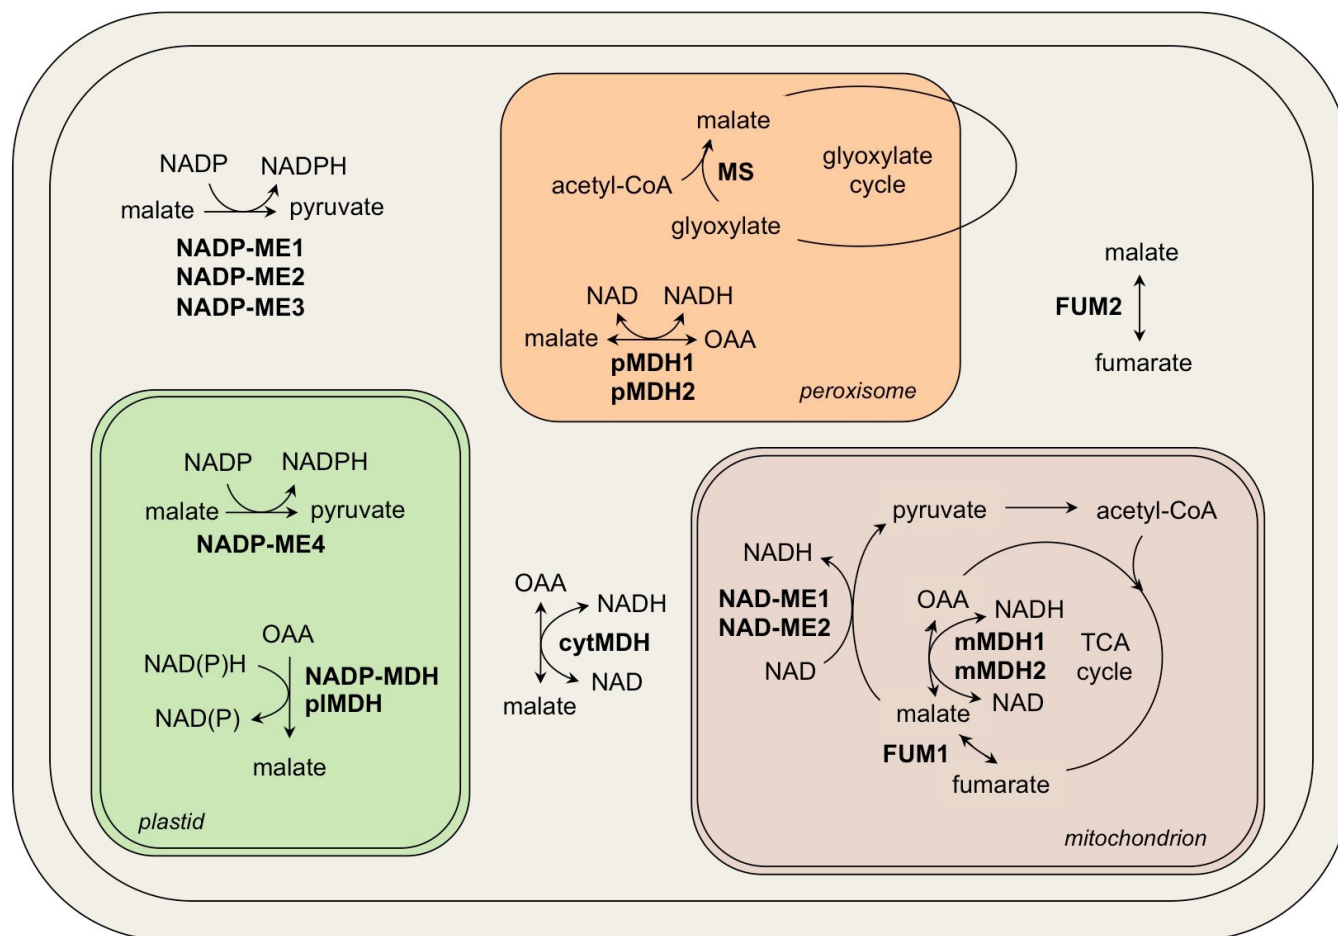 NADP NADPH
malate pyruvate
NADP-ME1
NADP-ME2
NADP-ME3
malate
acetyl-CoA
MS
glyoxylate
glyoxylate
cycle
NAD NADH
malate OAA
pMDH1
pMDH2
peroxisome
malate
FUM2
fumarate
NADP NADPH
malate pyruvate
NADP-ME4
OAA
NAD(P)H
NADP-MDH
plMDH
NAD(P)
malate
plastid
OAA
NADH
cytMDH
NAD
malate
pyruvate acetyl-CoA
NADH
NAD-ME1
NAD-ME2
NAD
OAA
NADH
mMDH1
mMDH2
NAD
TCA
cycle
malate
FUM1
fumarate
mitochondrion